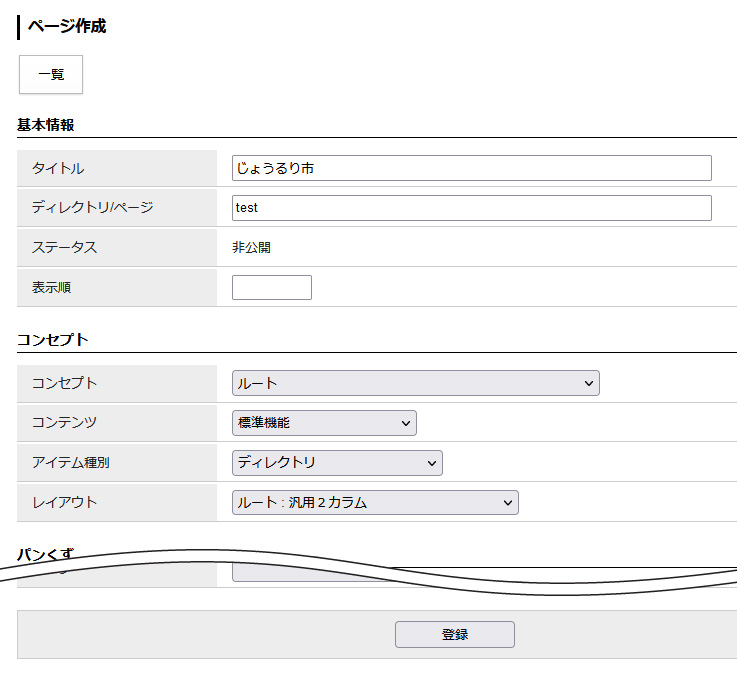 ページ作成
一覧
基本情報
タイトル じょうるり市
ディレクトリ/ページ test
ステータス 非公開
表示順
コンセプト
コンセプト ルート
コンテンツ 標準機能
アイテム種別 ディレクトリ
レイアウト ルート : 汎用２カラム
パンくず
登録